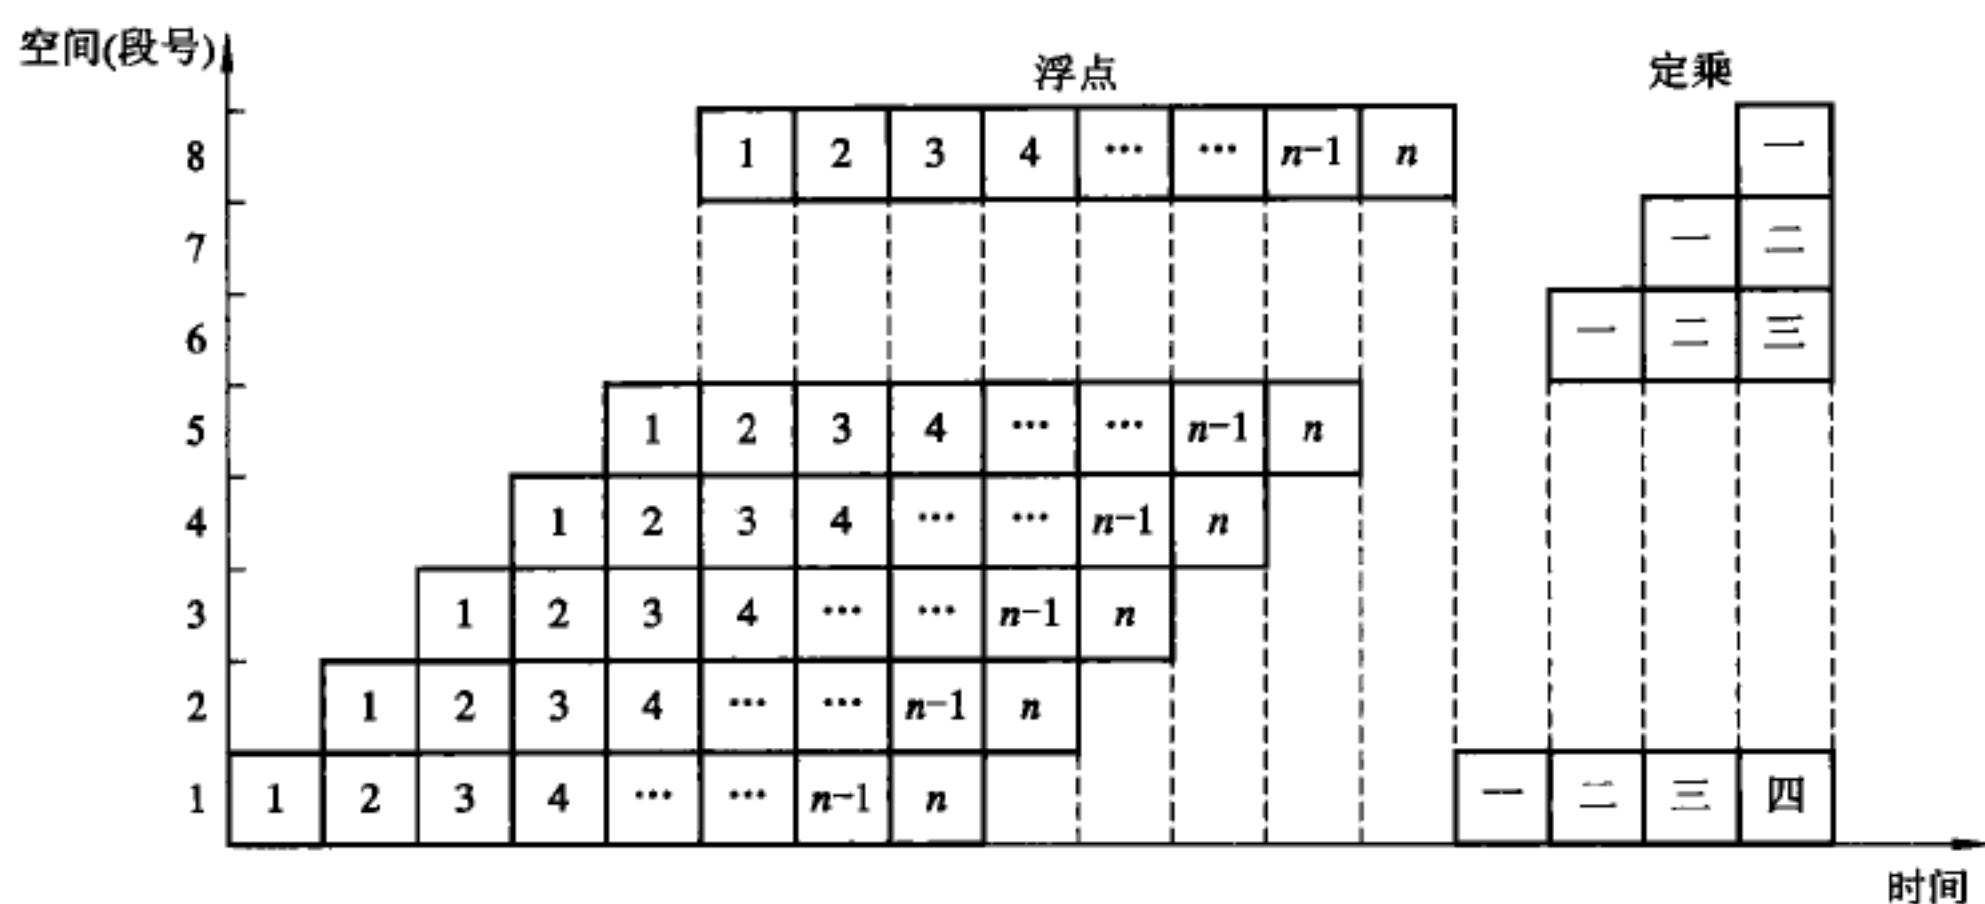 空间(段号)
浮点
定乘
8 1 2 3 4 … … n−1 n 一
7 一 二
6 一 二 三
5 1 2 3 4 … … n−1 n
4 1 2 3 4 … … n−1 n
3 1 2 3 4 … … n−1 n
2 1 2 3 4 … … n−1 n
1 1 2 3 4 … … n−1 n 一 二 三 四
时间